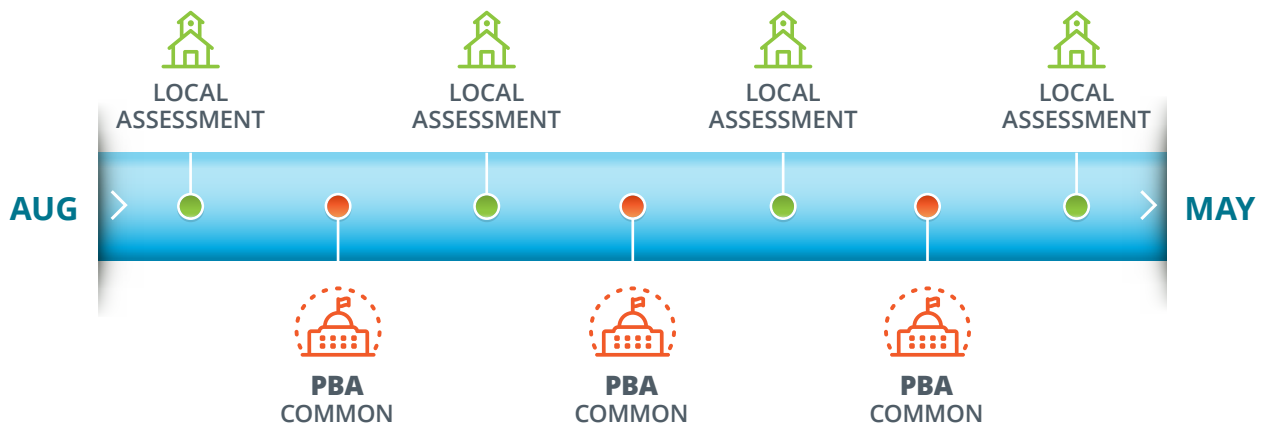 LOCAL
ASSESSMENT
LOCAL
ASSESSMENT
LOCAL
ASSESSMENT
LOCAL
ASSESSMENT
AUG
MAY
PBA
COMMON
PBA
COMMON
PBA
COMMON